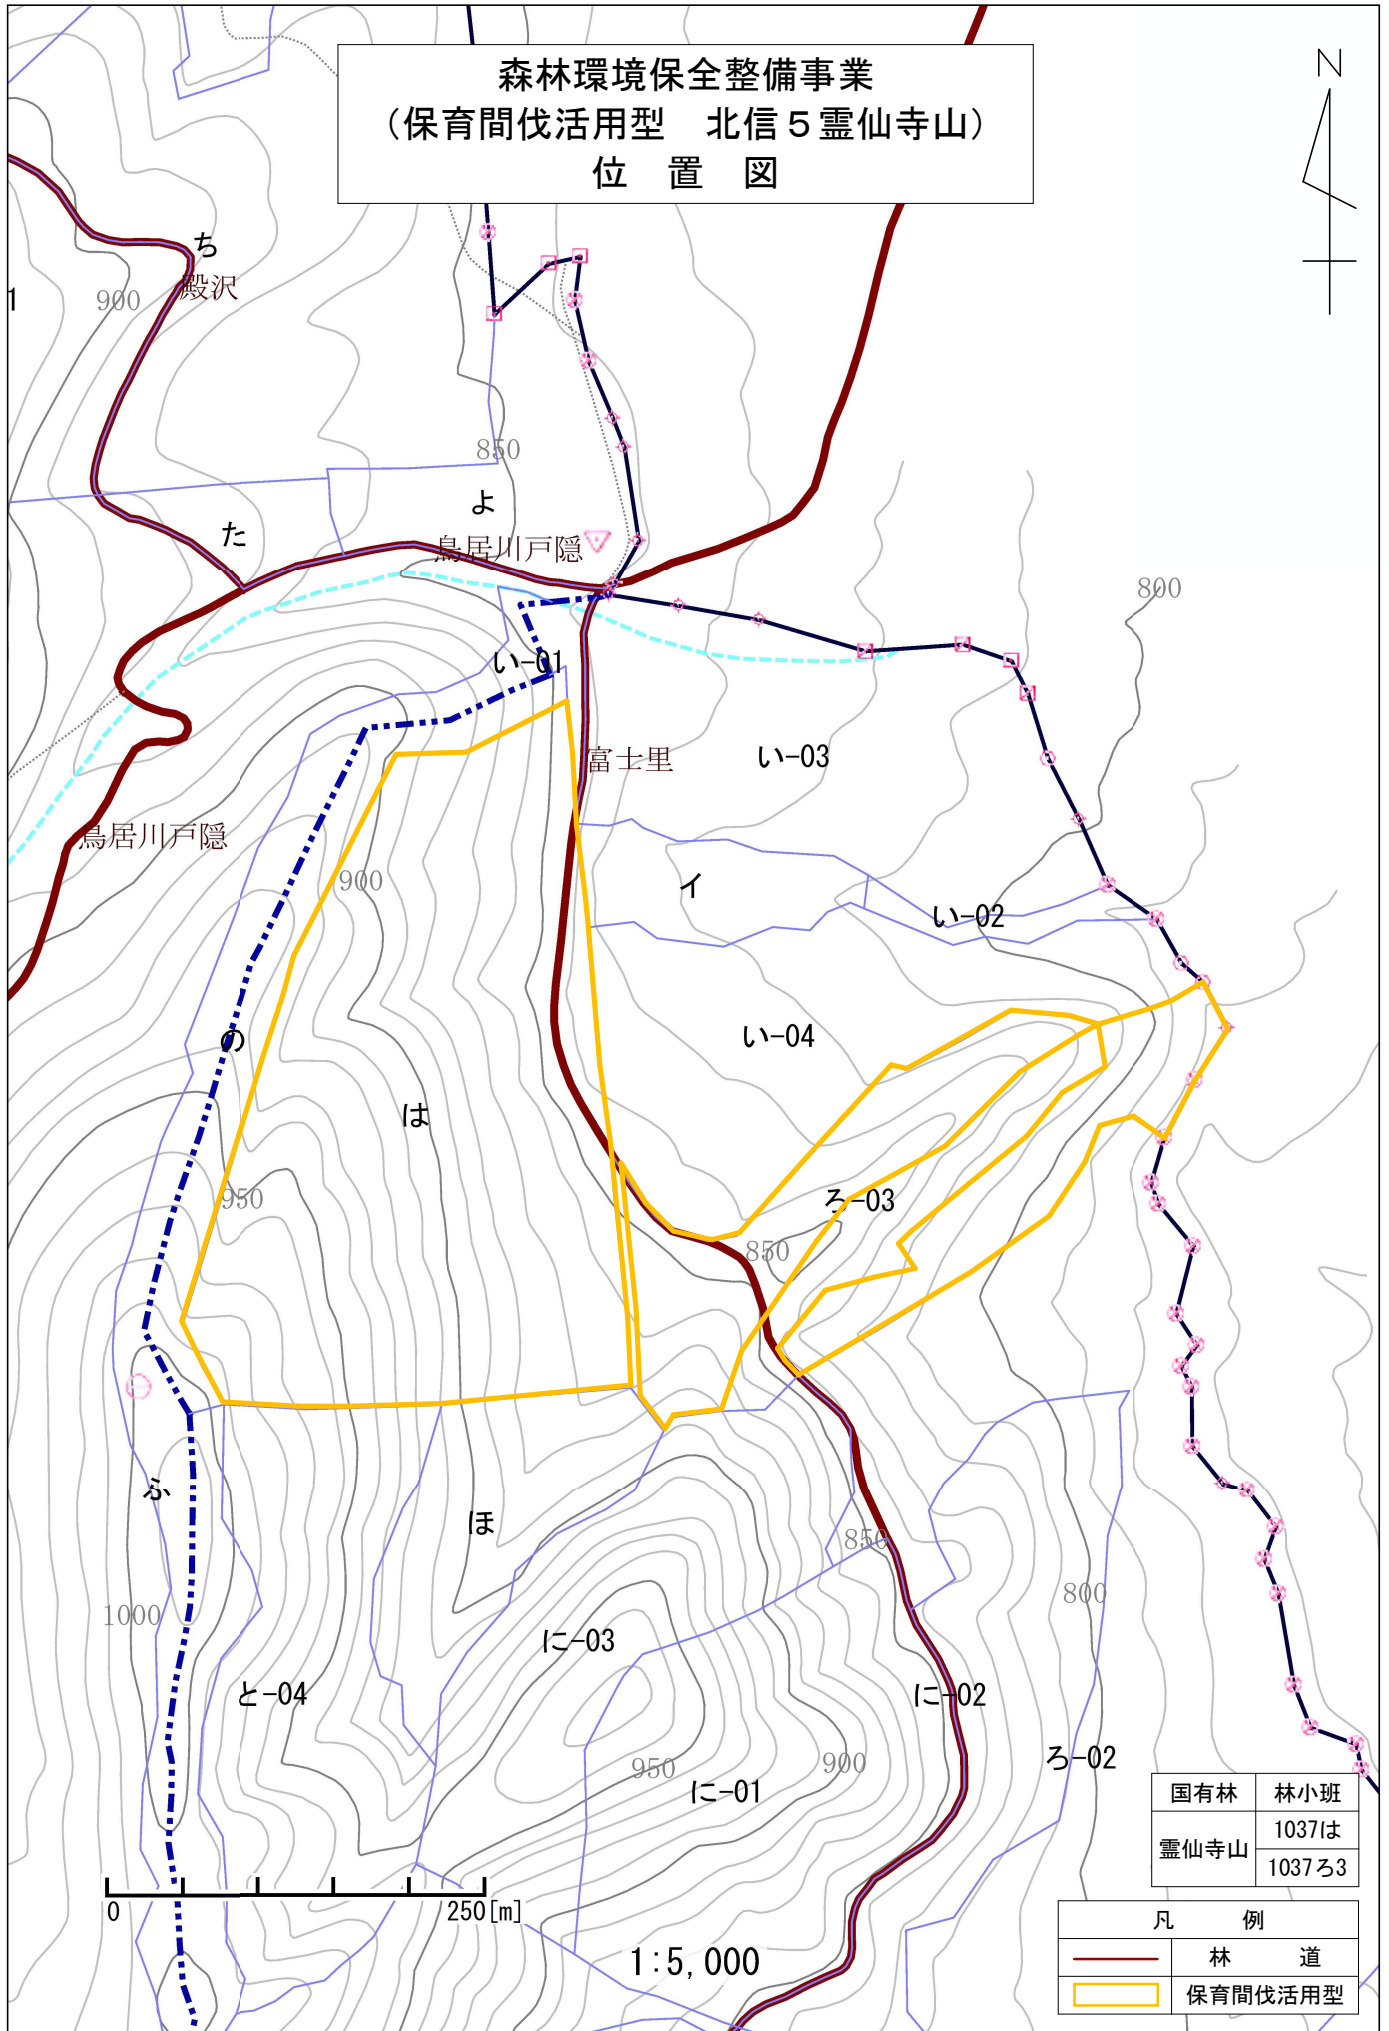 森林環境保全整備事業
(保育間伐活用型　北信５霊仙寺山)
位　置　図
N
ち
殿沢
1
900
850
よ
た
鳥居川戸隠
800
い-01
富士里
い-03
鳥居川戸隠
900
イ
い-02
の
い-04
は
950
ろ-03
850
ふ
ほ
850
800
1000
に-03
と-04
に-02
ろ-02
950
900
に-01
国有林 林小班
霊仙寺山
1037は
1037ろ3
0 250[m]
1:5,000
凡　例
林　道
保育間伐活用型